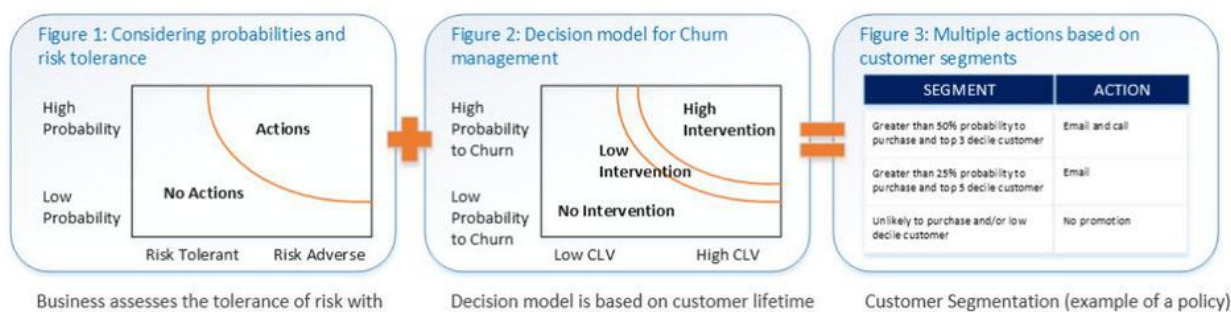 Figure 1: Considering probabilities and
risk tolerance
High
Probability
Actions
No Actions
Low
Probability
Risk Tolerant
Risk Adverse
Business assesses the tolerance of risk with
Figure 2: Decision model for Churn
management
High
Probability
to Churn
High
Intervention
Low
Intervention
No Intervention
Low
Probability
to Churn
Low CLV
High CLV
Decision model is based on customer lifetime
Figure 3: Multiple actions based on
customer segments
SEGMENT
ACTION
Greater than 50% probability to
purchase and top 3 decile customer
Email and call
Greater than 25% probability to
purchase and top 5 decile customer
Email
Unlikely to purchase and/or low
decile customer
No promotion
Customer Segmentation (example of a policy)